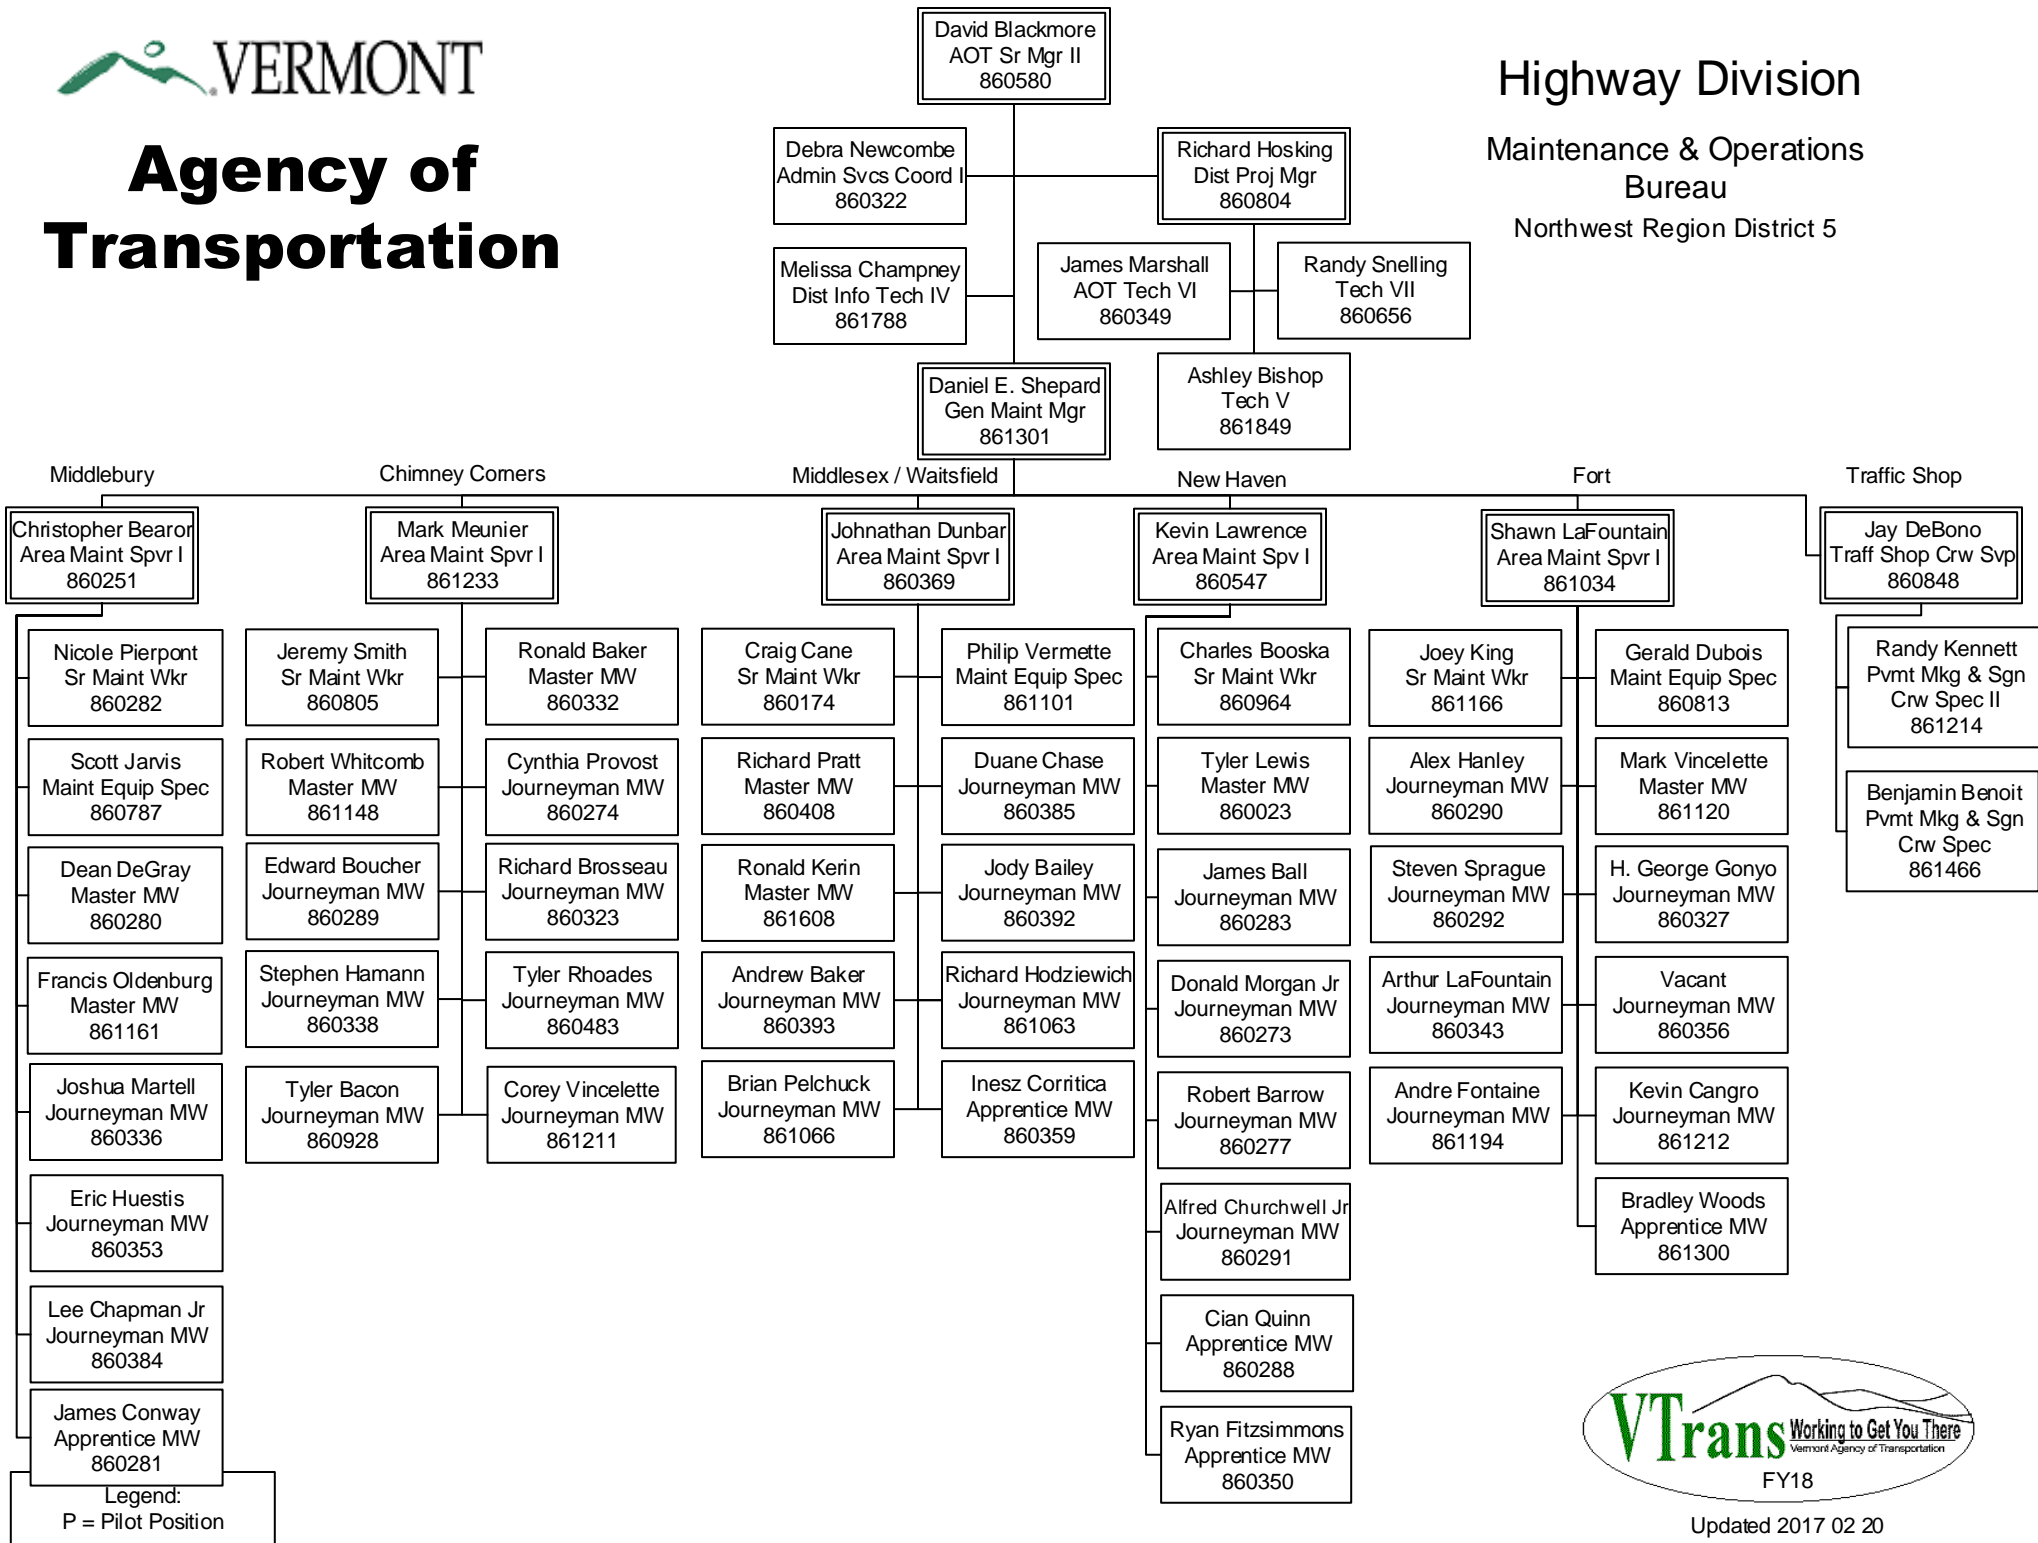 VERMONT
Agency of
Transportation
Highway Division
Maintenance & Operations
Bureau
Northwest Region District 5
David Blackmore
AOT Sr Mgr II
860580
Debra Newcombe
Admin Svcs Coord I
860322
Richard Hosking
Dist Proj Mgr
860804
Melissa Champney
Dist Info Tech IV
861788
James Marshall
AOT Tech VI
860349
Randy Snelling
Tech VII
860656
Daniel E. Shepard
Gen Maint Mgr
861301
Ashley Bishop
Tech V
861849
Middlebury
Christopher Bearor
Area Maint Spvr I
860251
Nicole Pierpont
Sr Maint Wkr
860282
Scott Jarvis
Maint Equip Spec
860787
Dean DeGray
Master MW
860280
Francis Oldenburg
Master MW
861161
Joshua Martell
Journeyman MW
860336
Eric Huestis
Journeyman MW
860353
Lee Chapman Jr
Journeyman MW
860384
James Conway
Apprentice MW
860281
Chimney Corners
Mark Meunier
Area Maint Spvr I
861233
Jeremy Smith
Sr Maint Wkr
860805
Ronald Baker
Master MW
860332
Robert Whitcomb
Master MW
861148
Cynthia Provost
Journeyman MW
860274
Edward Boucher
Journeyman MW
860289
Richard Brosseau
Journeyman MW
860323
Stephen Hamann
Journeyman MW
860338
Tyler Rhoades
Journeyman MW
860483
Tyler Bacon
Journeyman MW
860928
Corey Vincelette
Journeyman MW
861211
Middlesex / Waitsfield
Johnathan Dunbar
Area Maint Spvr I
860369
Craig Cane
Sr Maint Wkr
860174
Philip Vermette
Maint Equip Spec
861101
Richard Pratt
Master MW
860408
Duane Chase
Journeyman MW
860385
Ronald Kerin
Master MW
861608
Jody Bailey
Journeyman MW
860392
Andrew Baker
Journeyman MW
860393
Richard Hodziewich
Journeyman MW
861063
Brian Pelchuck
Journeyman MW
861066
Inesz Corritica
Apprentice MW
860359
New Haven
Kevin Lawrence
Area Maint Spv I
860547
Charles Booska
Sr Maint Wkr
860964
Tyler Lewis
Master MW
860023
James Ball
Journeyman MW
860283
Donald Morgan Jr
Journeyman MW
860273
Robert Barrow
Journeyman MW
860277
Alfred Churchwell Jr
Journeyman MW
860291
Cian Quinn
Apprentice MW
860288
Ryan Fitzsimmons
Apprentice MW
860350
Fort
Shawn LaFountain
Area Maint Spvr I
861034
Joey King
Sr Maint Wkr
861166
Gerald Dubois
Maint Equip Spec
860813
Alex Hanley
Journeyman MW
860290
Mark Vincelette
Master MW
861120
Steven Sprague
Journeyman MW
860292
H. George Gonyo
Journeyman MW
860327
Arthur LaFountain
Journeyman MW
860343
Vacant
Journeyman MW
860356
Andre Fontaine
Journeyman MW
861194
Kevin Cangro
Journeyman MW
861212
Bradley Woods
Apprentice MW
861300
Traffic Shop
Jay DeBono
Traff Shop Crw Svp
860848
Randy Kennett
Pvmt Mkg & Sgn
Crw Spec II
861214
Benjamin Benoit
Pvmt Mkg & Sgn
Crw Spec
861466
Legend:
P = Pilot Position
VTrans Working to Get You There
Vermont Agency of Transportation
FY18
Updated 2017 02 20